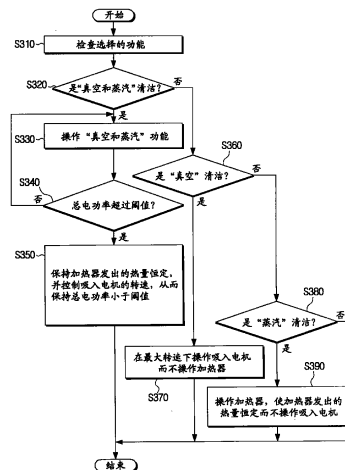 开始
S310
检查选择的功能
S320
是“真空和蒸汽”清洁?
否
是
S330
操作“真空和蒸汽”功能
S360
S340
是“真空”清洁?
否
总电功率超过阈值?
否
是
是
S350
保持加热器发出的热量恒定,
并控制吸入电机的转速,从而
保持总电功率小于阈值
S380
是“蒸汽”清洁?
否
是
在最大转速下操作吸入电机
而不操作加热器
S370
S390
操作加热器,使加热器发出的
热量恒定而不操作吸入电机
结束